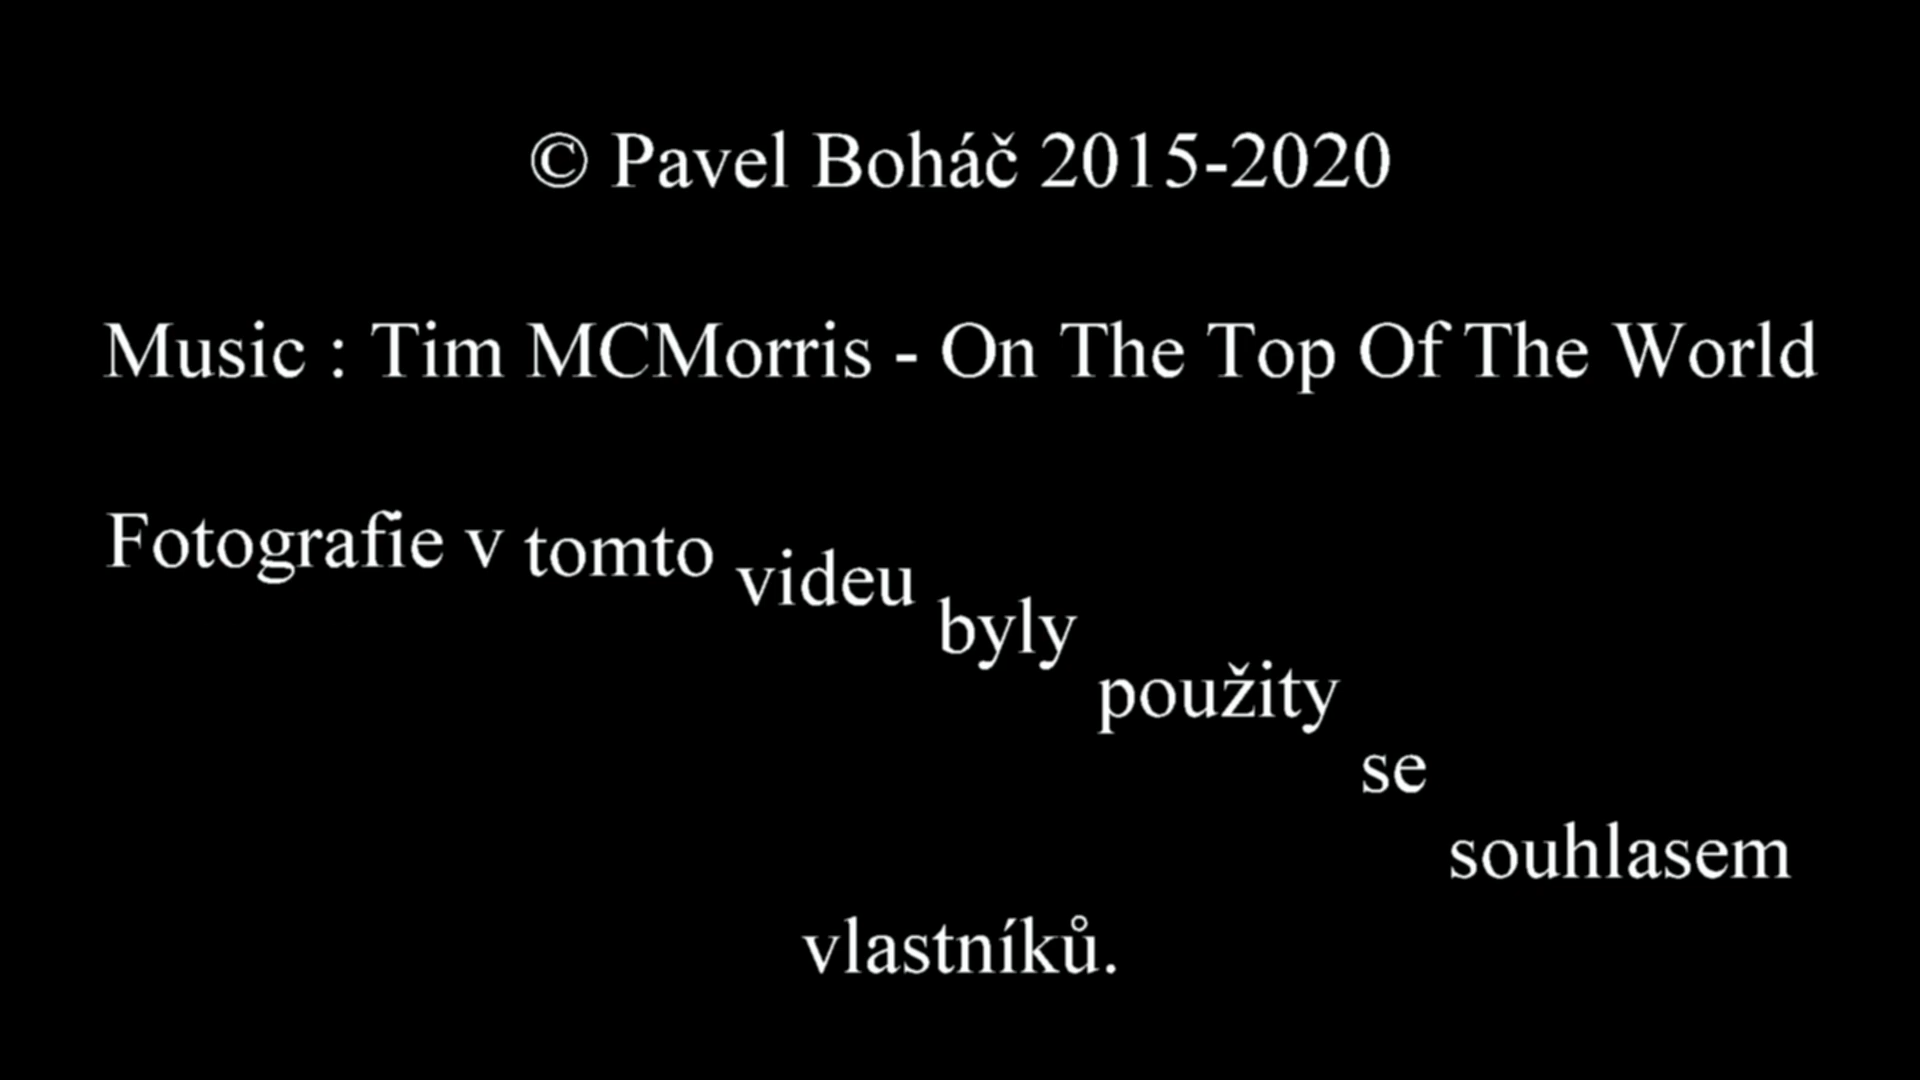 © Pavel Boháč 2015-2020
Music : Tim MCMorris - On The Top Of The World
Fotografie v tomto videu byly použity se souhlasem
vlastníků.